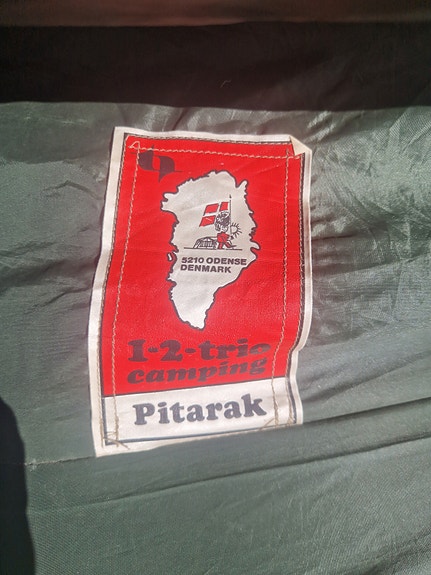 5210 ODENSE
DENMARK
1-2-trio
camping
Pitarak